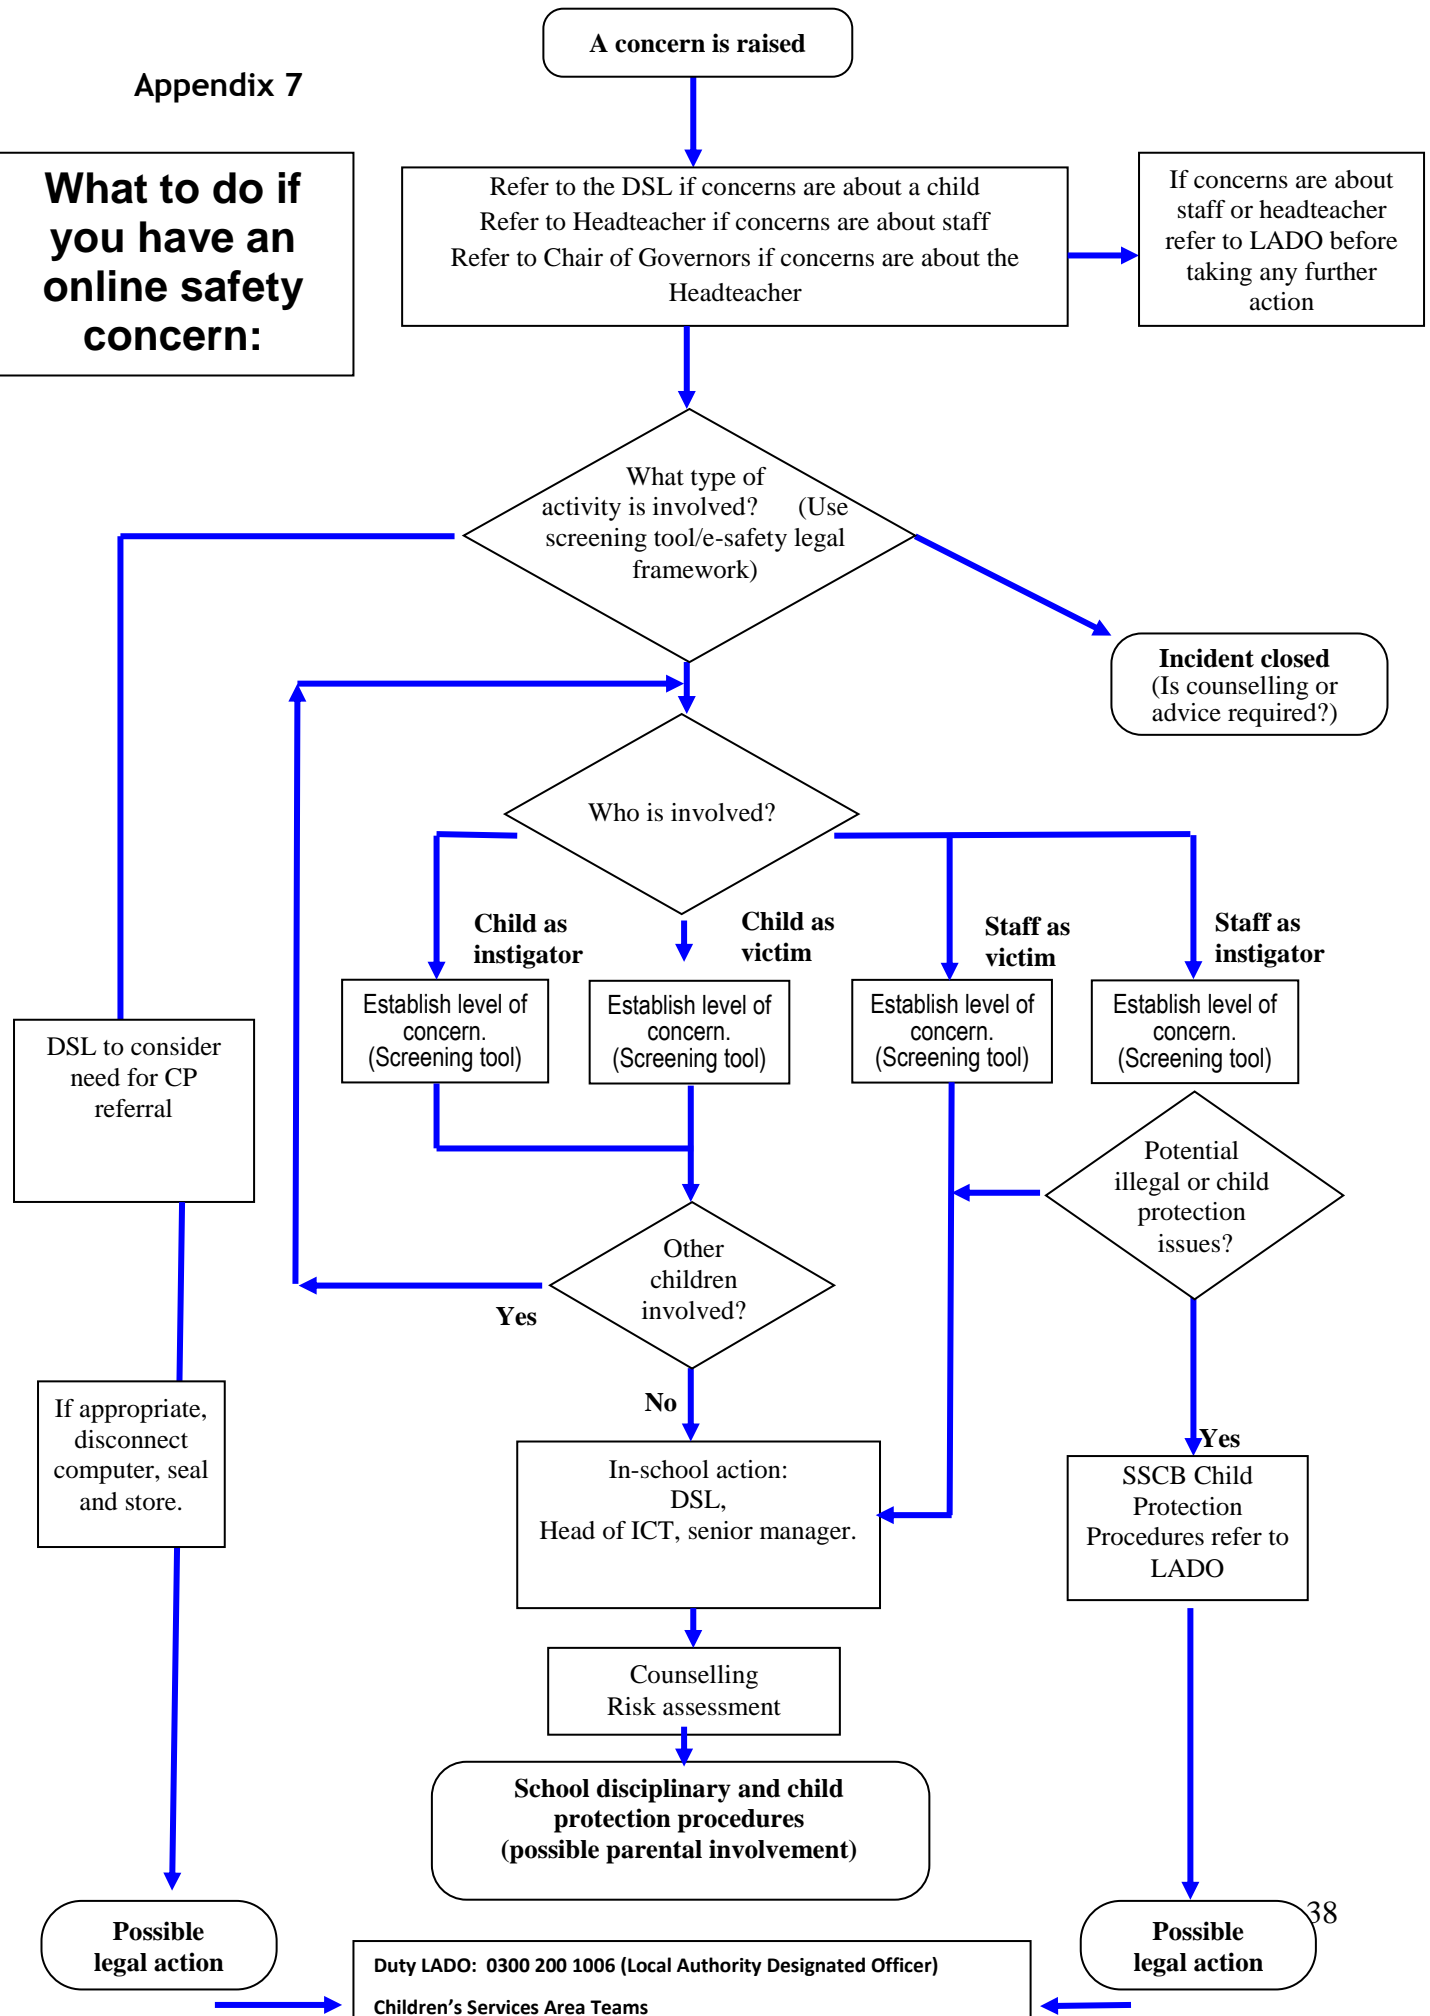 A concern is raised
Appendix 7
What to do if
you have an
online safety
concern:
Refer to the DSL if concerns are about a child
Refer to Headteacher if concerns are about staff
Refer to Chair of Governors if concerns are about the
Headteacher
If concerns are about
staff or headteacher
refer to LADO before
taking any further
action
What type of
activity is involved? (Use
screening tool/e-safety legal
framework)
Incident closed
(Is counselling or
advice required?)
Who is involved?
Child as
instigator
Child as
victim
Staff as
victim
Staff as
instigator
Establish level of
concern.
(Screening tool)
Establish level of
concern.
(Screening tool)
Establish level of
concern.
(Screening tool)
Establish level of
concern.
(Screening tool)
DSL to consider
need for CP
referral
Potential
illegal or child
protection
issues?
Other
children
involved?
Yes
No
If appropriate,
disconnect
computer, seal
and store.
In-school action:
DSL,
Head of ICT, senior manager.
Yes
SSCB Child
Protection
Procedures refer to
LADO
Counselling
Risk assessment
School disciplinary and child
protection procedures
(possible parental involvement)
Possible
legal action
Possible
legal action
38
Duty LADO: 0300 200 1006 (Local Authority Designated Officer)
Children's Services Area Teams